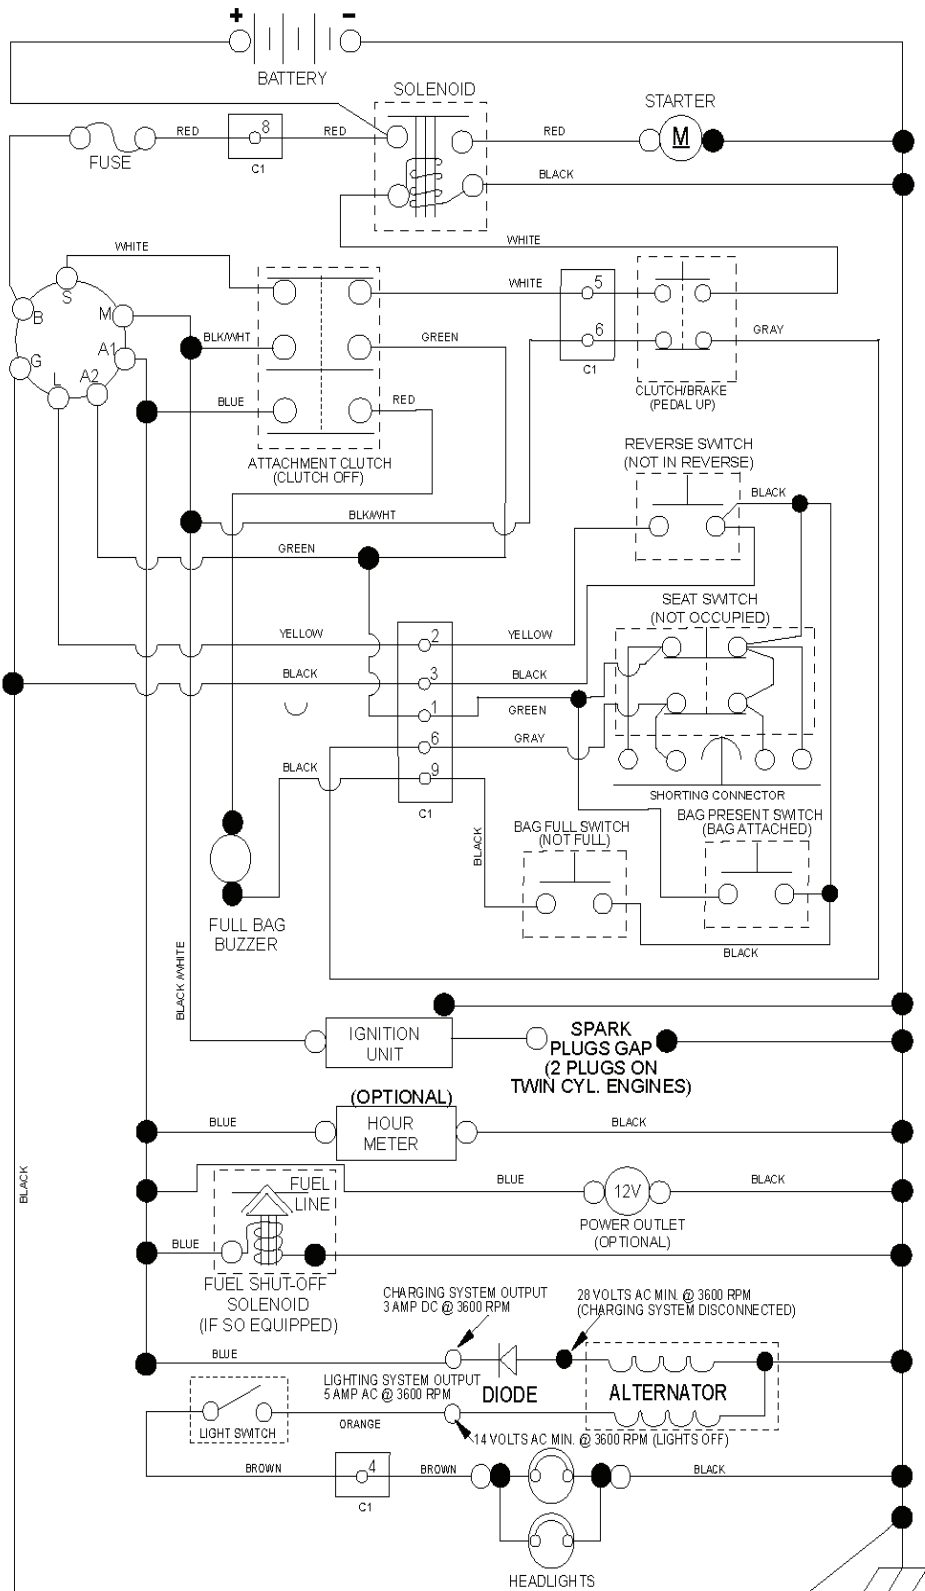 + -
BATTERY
SOLENOID
STARTER
RED
8
RED
RED
M
FUSE
C1
BLACK
WHITE
WHITE
S
B
M
WHITE
5
BLK/WHT
GREEN
6
GRAY
A1
G
C1
L
A2
CLUTCH/BRAKE
(PEDAL UP)
BLUE
RED
ATTACHMENT CLUTCH
(CLUTCH OFF)
REVERSE SWITCH
(NOT IN REVERSE)
BLACK
BLK/WHT
GREEN
SEAT SWITCH
(NOT OCCUPIED)
YELLOW
2
YELLOW
BLACK
3
BLACK
1
GREEN
6
GRAY
BLACK
9
SHORTING CONNECTOR
C1
BAG PRESENT SWITCH
(BAG ATTACHED)
BAG FULL SWITCH
(NOT FULL)
BLACK
FULL BAG
BUZZER
BLACK
BLACK/WHITE
IGNITION
UNIT
SPARK
PLUGS GAP
(2 PLUGS ON
TWIN CYL. ENGINES)
(OPTIONAL)
BLUE
HOUR
METER
BLACK
BLACK
FUEL
LINE
BLUE
12V
BLACK
POWER OUTLET
(OPTIONAL)
BLUE
FUEL SHUT-OFF
SOLENOID
(IF SO EQUIPPED)
CHARGING SYSTEM OUTPUT
3 AMP DC @ 3600 RPM
28 VOLTS AC MIN. @ 3600 RPM
(CHARGING SYSTEM DISCONNECTED)
BLUE
DIODE
ALTERNATOR
LIGHTING SYSTEM OUTPUT
5 AMP AC @ 3600 RPM
LIGHT SWITCH
ORANGE
14 VOLTS AC MIN. @ 3600 RPM (LIGHTS OFF)
BROWN
4
BROWN
BLACK
C1
HEADLIGHTS